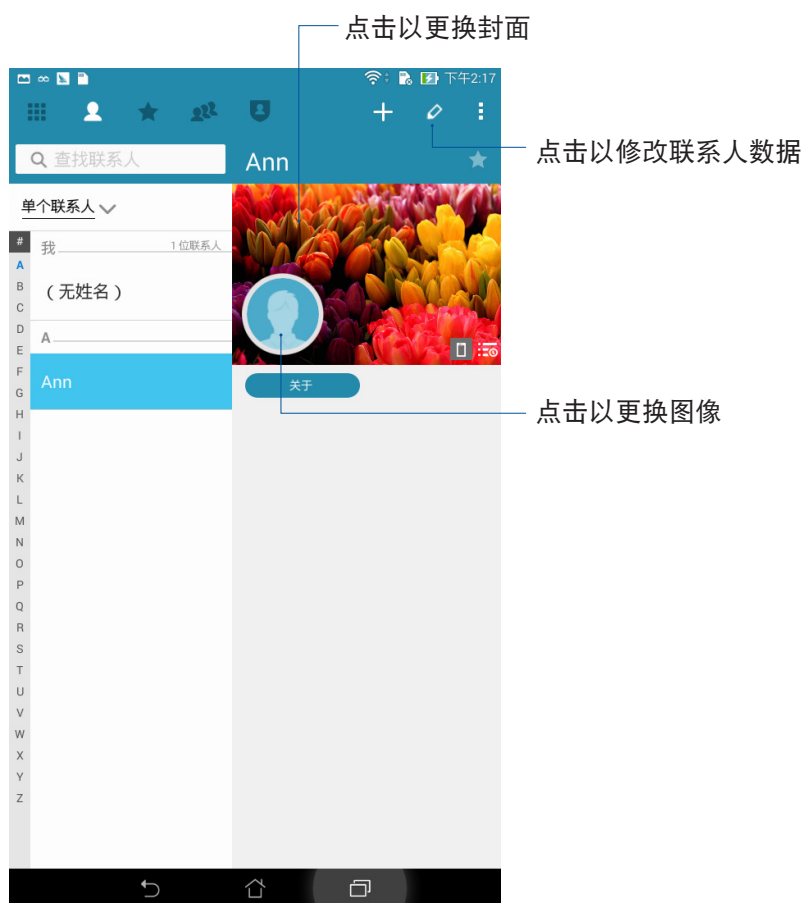 点击以更换封面
下午2:17
查找联系人
Ann
点击以修改联系人数据
单个联系人
#
我
1 位联系人
A
B
（无姓名）
C
D
A
E
F
Ann
关于
G
点击以更换图像
H
I
J
K
L
M
N
O
P
Q
R
S
T
U
V
W
X
Y
Z